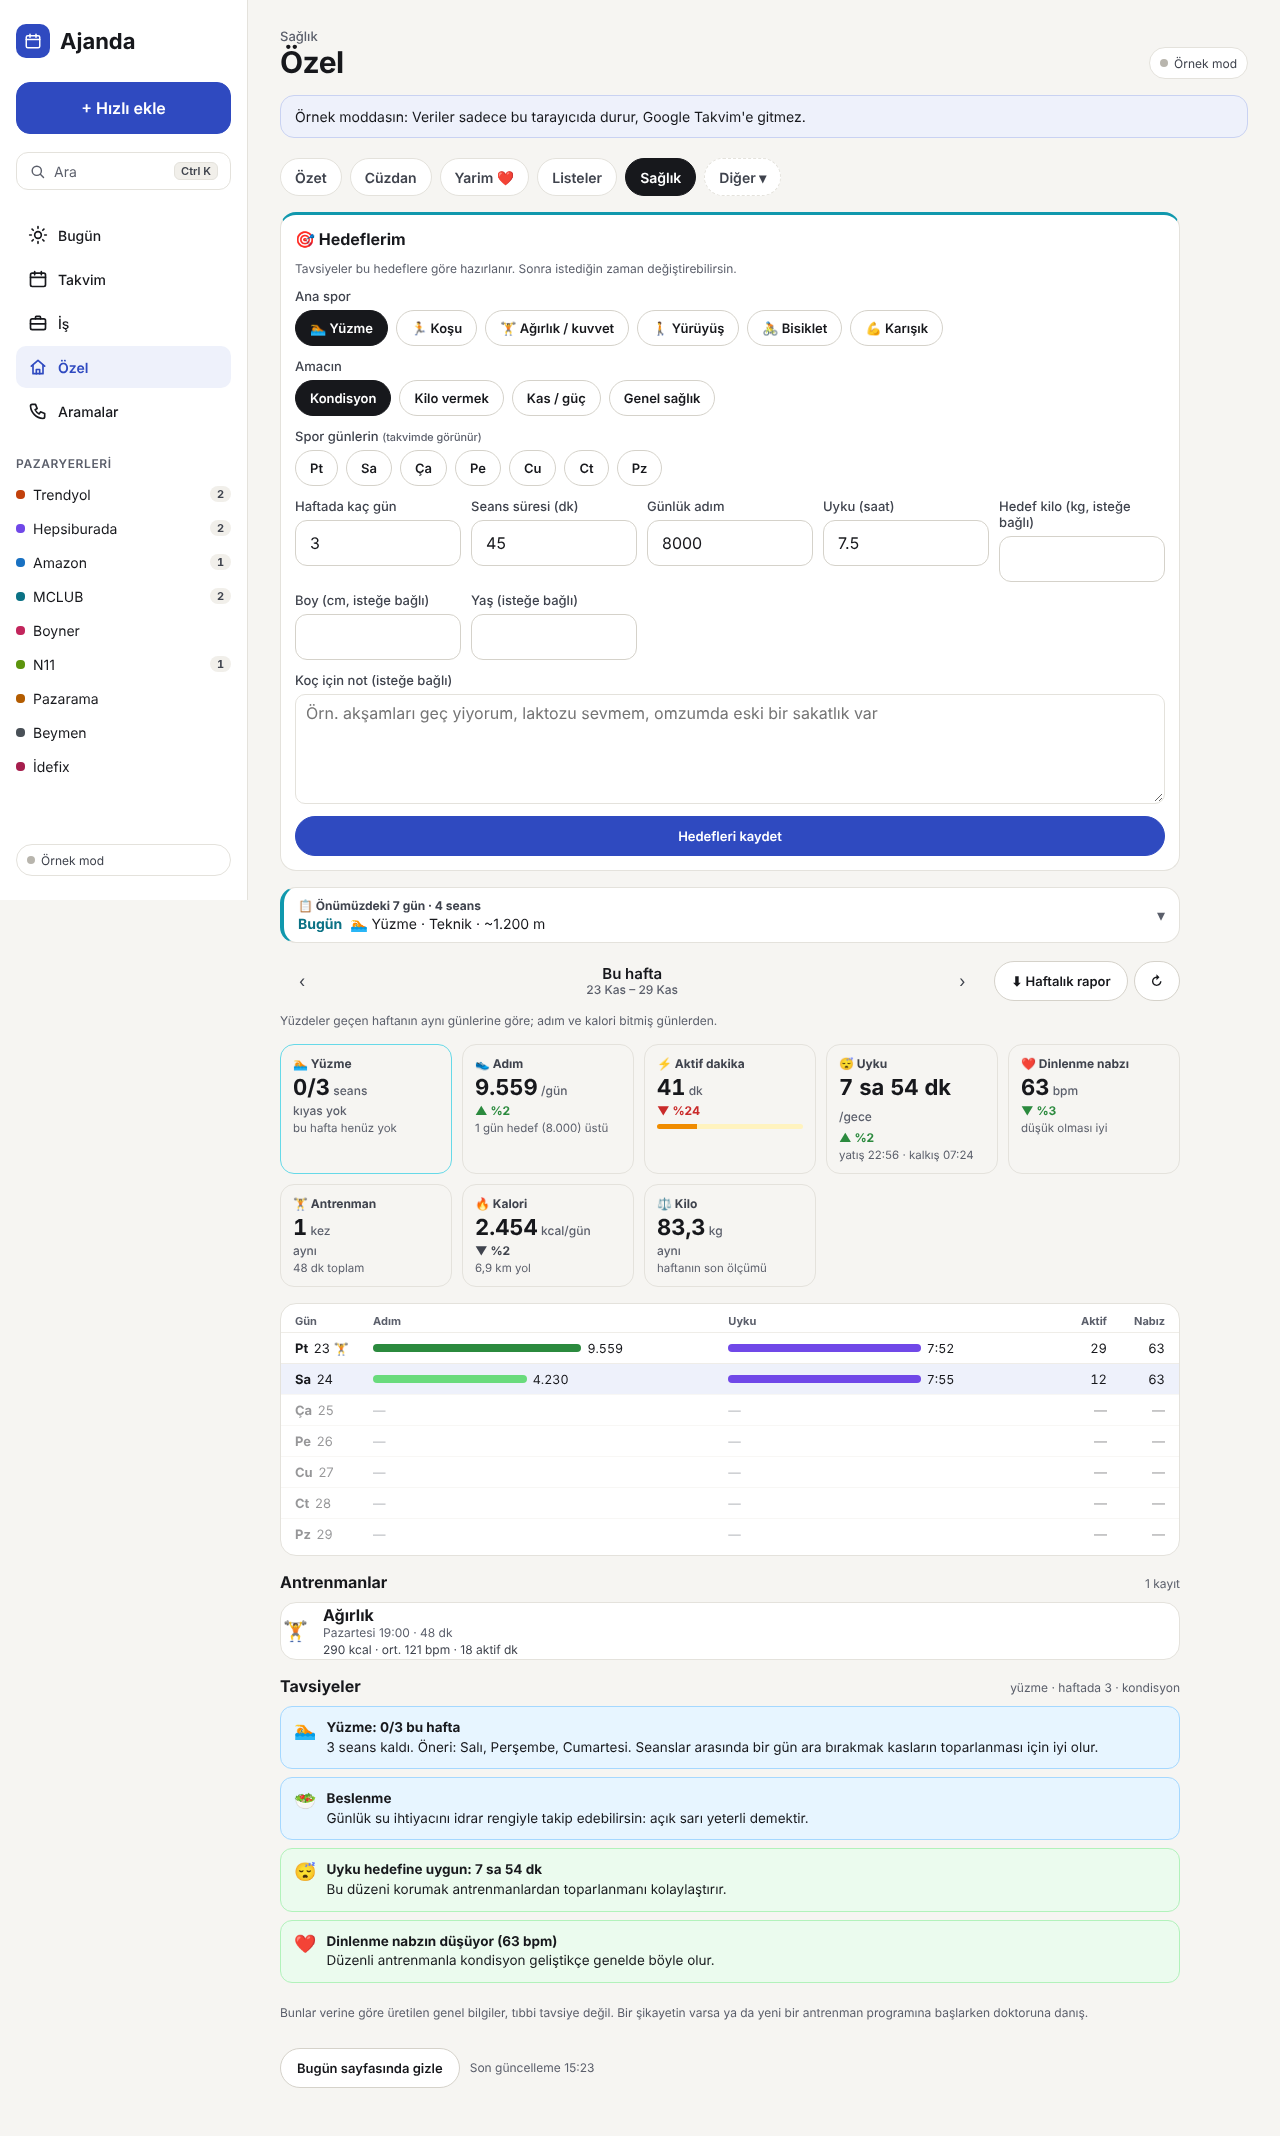 Ajanda
+ Hızlı ekle
Ara
Ctrl K
Bugün
Takvim
İş
Özel
Aramalar
PAZARYERLERİ
Trendyol 2
Hepsiburada 2
Amazon 1
MCLUB 2
Boyner
N11 1
Pazarama
Beymen
İdefix
Örnek mod
Sağlık
Özel
Örnek mod
Örnek moddasın: Veriler sadece bu tarayıcıda durur, Google Takvim'e gitmez.
Özet
Cüzdan
Yarim ❤️
Listeler
Sağlık
Diğer ▾
🎯 Hedeflerim
Tavsiyeler bu hedeflere göre hazırlanır. Sonra istediğin zaman değiştirebilirsin.
Ana spor
🏊 Yüzme
🏃 Koşu
🏋️ Ağırlık / kuvvet
🚶 Yürüyüş
🚴 Bisiklet
💪 Karışık
Amacın
Kondisyon
Kilo vermek
Kas / güç
Genel sağlık
Spor günlerin (takvimde görünür)
Pt
Sa
Ça
Pe
Cu
Ct
Pz
Haftada kaç gün
3
Seans süresi (dk)
45
Günlük adım
8000
Uyku (saat)
7.5
Hedef kilo (kg, isteğe
bağlı)
Boy (cm, isteğe bağlı)
Yaş (isteğe bağlı)
Koç için not (isteğe bağlı)
Örn. akşamları geç yiyorum, laktozu sevmem, omzumda eski bir sakatlık var
Hedefleri kaydet
📋 Önümüzdeki 7 gün · 4 seans
Bugün 🏊 Yüzme · Teknik · ~1.200 m
▾
‹
Bu hafta
23 Kas – 29 Kas
›
⬇ Haftalık rapor
↻
Yüzdeler geçen haftanın aynı günlerine göre; adım ve kalori bitmiş günlerden.
🏊 Yüzme
0/3 seans
kıyas yok
bu hafta henüz yok
👟 Adım
9.559 /gün
▲ %2
1 gün hedef (8.000) üstü
⚡ Aktif dakika
41 dk
▼ %24
😴 Uyku
7 sa 54 dk
/gece
▲ %2
yatış 22:56 · kalkış 07:24
❤️ Dinlenme nabzı
63 bpm
▼ %3
düşük olması iyi
🏋️ Antrenman
1 kez
aynı
48 dk toplam
🔥 Kalori
2.454 kcal/gün
▼ %2
6,9 km yol
⚖️ Kilo
83,3 kg
aynı
haftanın son ölçümü
Gün Adım Uyku Aktif Nabız
Pt 23 🏋️ 9.559 7:52 29 63
Sa 24 4.230 7:55 12 63
Ça 25 — — — —
Pe 26 — — — —
Cu 27 — — — —
Ct 28 — — — —
Pz 29 — — — —
Antrenmanlar
1 kayıt
Ağırlık
Pazartesi 19:00 · 48 dk
290 kcal · ort. 121 bpm · 18 aktif dk
Tavsiyeler
yüzme · haftada 3 · kondisyon
Yüzme: 0/3 bu hafta
3 seans kaldı. Öneri: Salı, Perşembe, Cumartesi. Seanslar arasında bir gün ara bırakmak kasların toparlanması için iyi olur.
Beslenme
Günlük su ihtiyacını idrar rengiyle takip edebilirsin: açık sarı yeterli demektir.
Uyku hedefine uygun: 7 sa 54 dk
Bu düzeni korumak antrenmanlardan toparlanmanı kolaylaştırır.
Dinlenme nabzın düşüyor (63 bpm)
Düzenli antrenmanla kondisyon geliştikçe genelde böyle olur.
Bunlar verine göre üretilen genel bilgiler, tıbbi tavsiye değil. Bir şikayetin varsa ya da yeni bir antrenman programına başlarken doktoruna danış.
Bugün sayfasında gizle
Son güncelleme 15:23